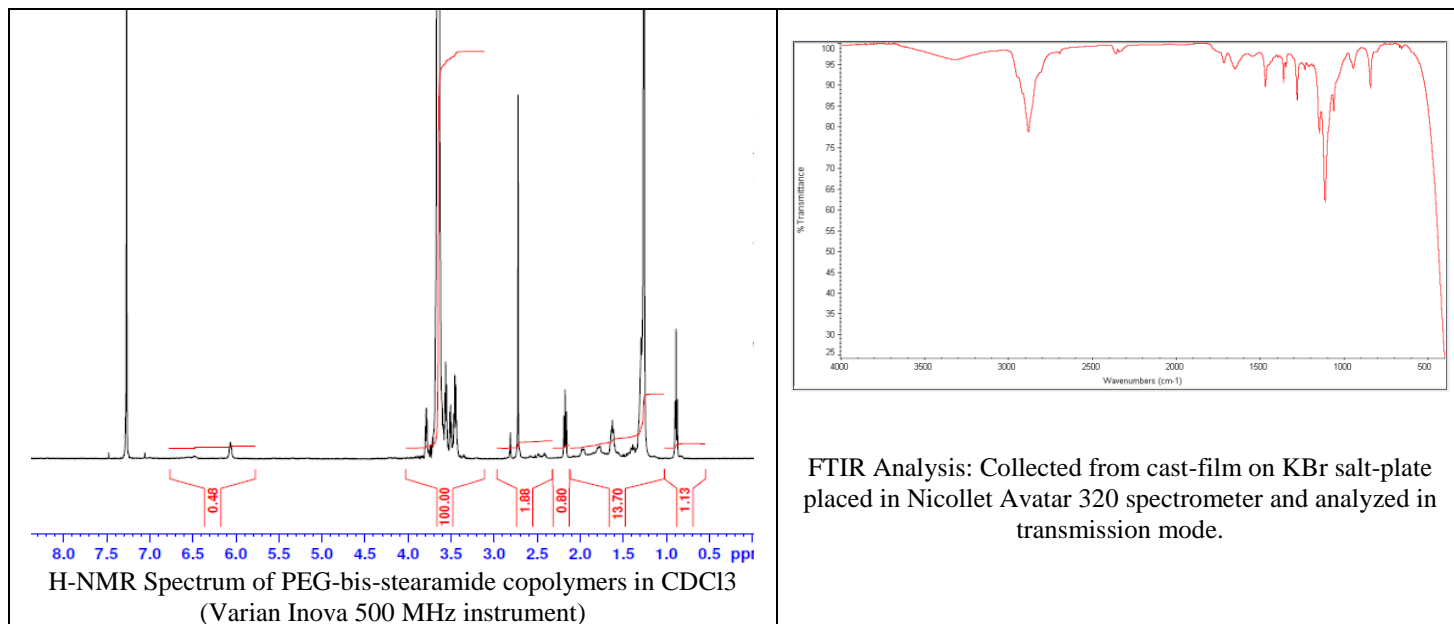 0.48
100.00
1.88
0.80
13.70
1.13
8.0 7.5 7.0 6.5 6.0 5.5 5.0 4.5 4.0 3.5 3.0 2.5 2.0 1.5 1.0 0.5 ppm
H-NMR Spectrum of PEG-bis-stearamide copolymers in CDCl3
(Varian Inova 500 MHz instrument)
100
95
90
85
80
75
70
65
60
55
50
45
40
35
30
25
% Transmittance
4000 3500 3000 2500 2000 1500 1000 500
Wavenumbers (cm-1)
FTIR Analysis: Collected from cast-film on KBr salt-plate
placed in Nicollet Avatar 320 spectrometer and analyzed in
transmission mode.